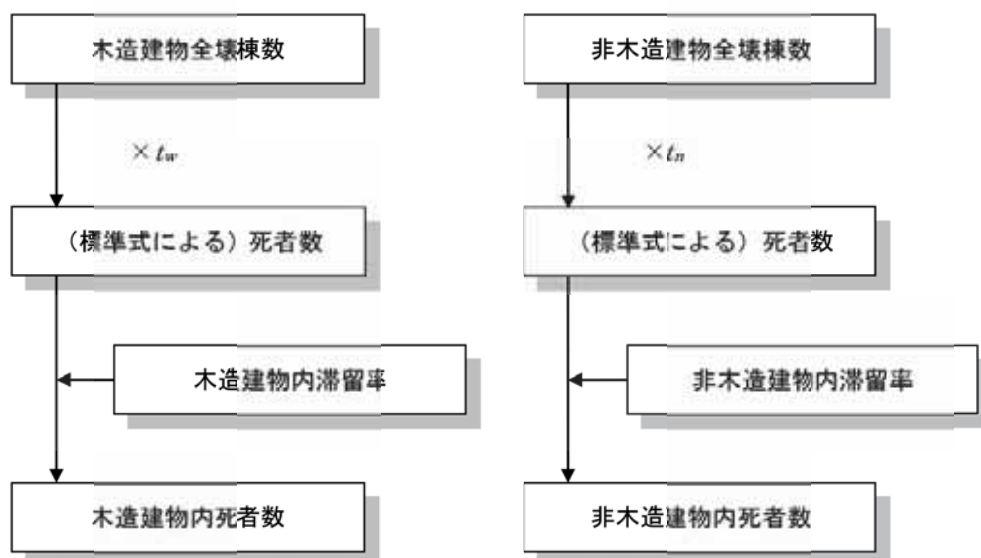 木造建物全壊棟数
× tw
（標準式による）死者数
木造建物内滞留率
木造建物内死者数
非木造建物全壊棟数
×tn
（標準式による）死者数
非木造建物内滞留率
非木造建物内死者数